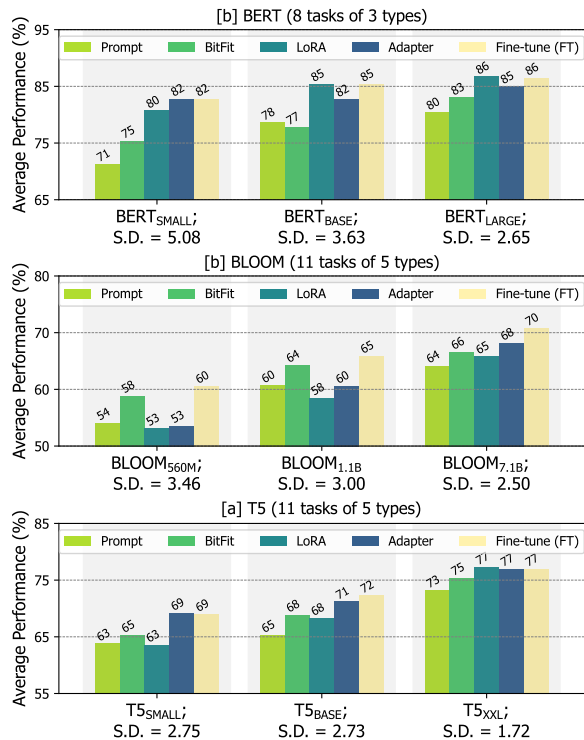 [b] BERT (8 tasks of 3 types)
Average Performance (%)
95
85
75
65
Prompt BitFit LoRA Adapter Fine-tune (FT)
71 75 80 82 82
78 77 85 82 85
80 83 86 85 86
BERTSMALL; BERTBASE; BERTLARGE;
S.D. = 5.08 S.D. = 3.63 S.D. = 2.65
[b] BLOOM (11 tasks of 5 types)
Average Performance (%)
80
70
60
50
Prompt BitFit LoRA Adapter Fine-tune (FT)
54 58 53 53 60
60 64 58 60 65
64 66 65 68 70
BLOOM560M; BLOOM1.1B BLOOM7.1B;
S.D. = 3.46 S.D. = 3.00 S.D. = 2.50
[a] T5 (11 tasks of 5 types)
Average Performance (%)
85
75
65
55
Prompt BitFit LoRA Adapter Fine-tune (FT)
63 65 63 69 69
65 68 68 71 72
73 75 77 77 77
T5SMALL; T5BASE; T5XXL;
S.D. = 2.75 S.D. = 2.73 S.D. = 1.72